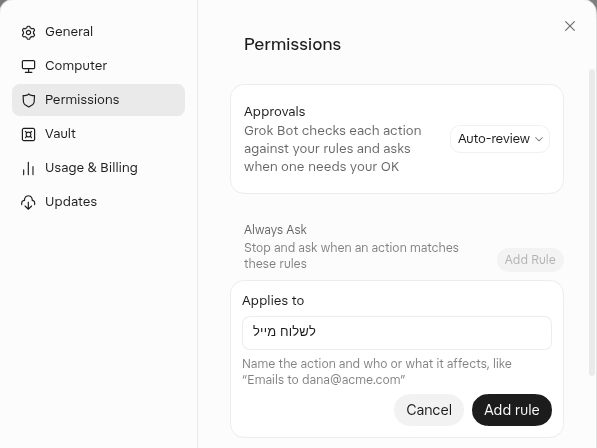 General
Computer
Permissions
Vault
Usage & Billing
Updates
Permissions
Approvals
Grok Bot checks each action
against your rules and asks
when one needs your OK
Auto-review
Always Ask
Stop and ask when an action matches
these rules
Add Rule
Applies to
לשלוח מייל
Name the action and who or what it affects, like
“Emails to dana@acme.com”
Cancel
Add rule